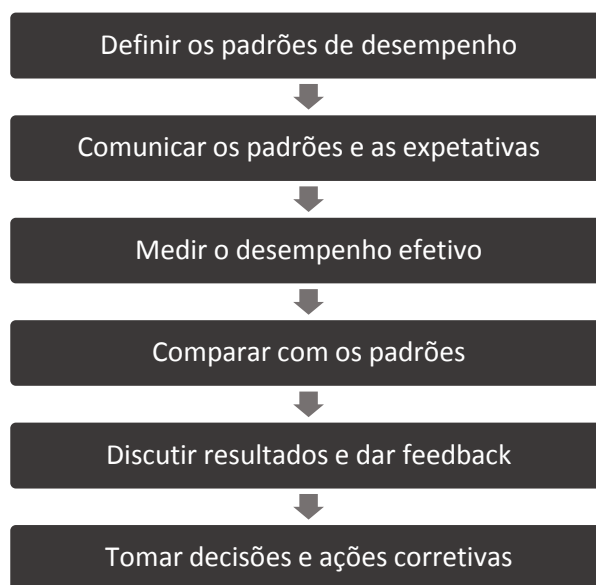 Definir os padrões de desempenho
Comunicar os padrões e as expetativas
Medir o desempenho efetivo
Comparar com os padrões
Discutir resultados e dar feedback
Tomar decisões e ações corretivas